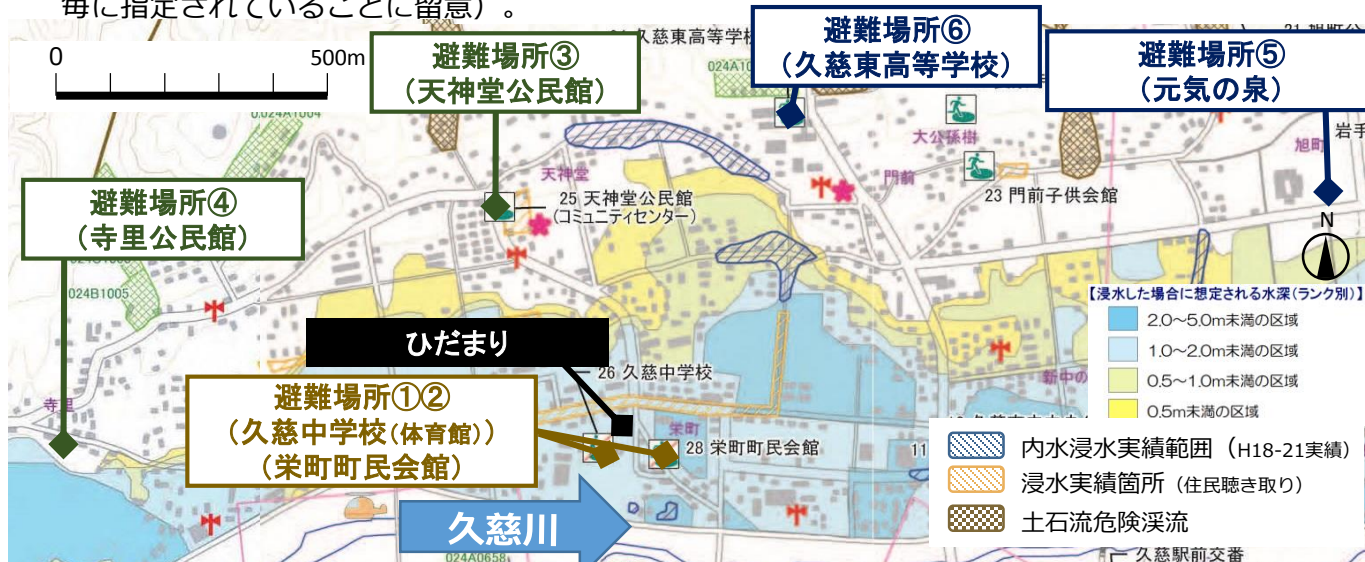 毎に指定されていることに留意）。
0 500m
避難場所③
（天神堂公民館）
久慈東高等学校
避難場所⑥
（久慈東高等学校）
避難場所⑤
（元気の泉）
024A1004
大公孫樹
旭町
岩手
天神堂
門前
避難場所④
（寺里公民館）
25 天神堂公民館
（コミュニティセンター）
23 門前子供会館
N
024B1005
【浸水した場合に想定される水深（ランク別）】
2.0～5.0m未満の区域
1.0～2.0m未満の区域
0.5～1.0m未満の区域
0.5m未満の区域
ひだまり
26 久慈中学校
避難場所①②
（久慈中学校（体育館））
（栄町町民会館）
寺里
栄町
新中の
28 栄町町民会館
11
内水浸水実績範囲（H18-21実績）
浸水実績箇所（住民聴き取り）
土石流危険渓流
久慈川
024A0658
久慈駅前交番